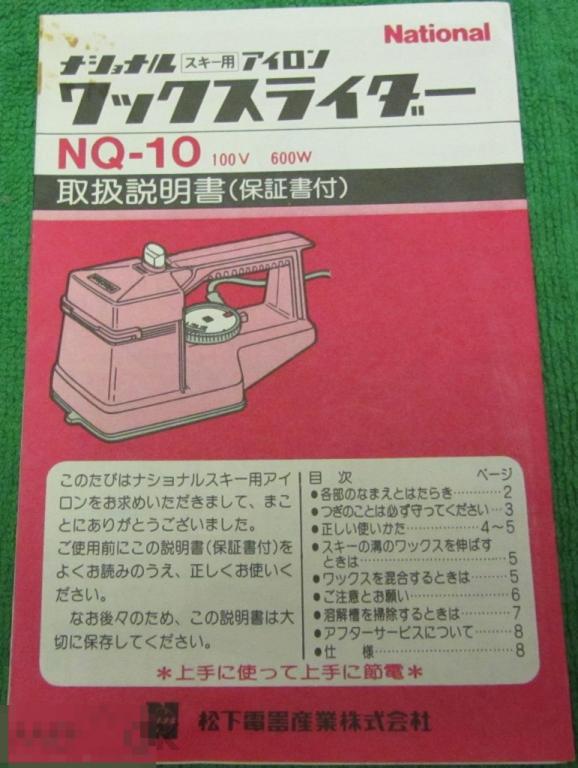 National
ナショナル スキー用 アイロン
ワックスライダー
NQ-10 100V 600W
取扱説明書(保証書付)
このたびはナショナルスキー用アイ
ロンをお求めいただきまして、まこ
とにありがとうございました。
ご使用前にこの説明書(保証書付)を
よくお読みのうえ、正しくお使いく
ださい。
なお後々のため、この説明書は大
切に保存してください。
目次 ページ
●各部のなまえとはたらき…………2
●つぎのことは必ず守ってください…3
●正しい使いかた……………4〜5
●スキーの溝のワックスを伸ばす
ときは……………………………5
●ワックスを混合するときは………5
●ご注意とお願い……………………6
●溶解槽を掃除するときは…………7
●アフターサービスについて………8
●仕様…………………………………8
*上手に使って上手に節電*
松下電器産業株式会社